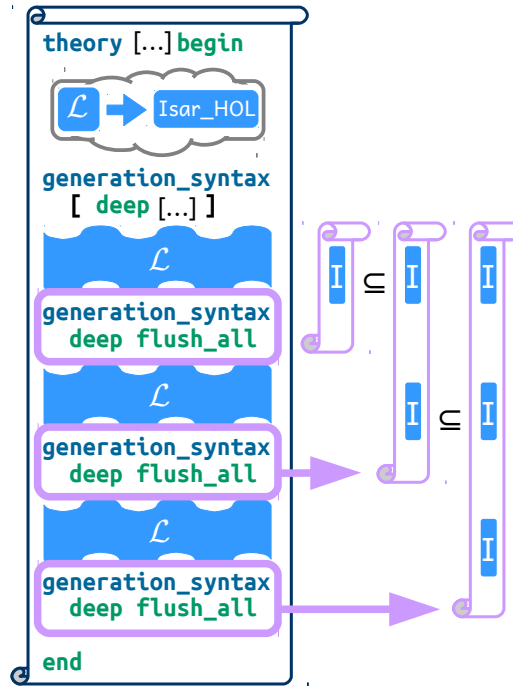 theory [...] begin
ℒ Isar_HOL
generation_syntax
[ deep [...] ]
ℒ
generation_syntax
deep flush_all
ℒ
generation_syntax
deep flush_all
ℒ
generation_syntax
deep flush_all
end
I ⊆ I I
I ⊆ I
I